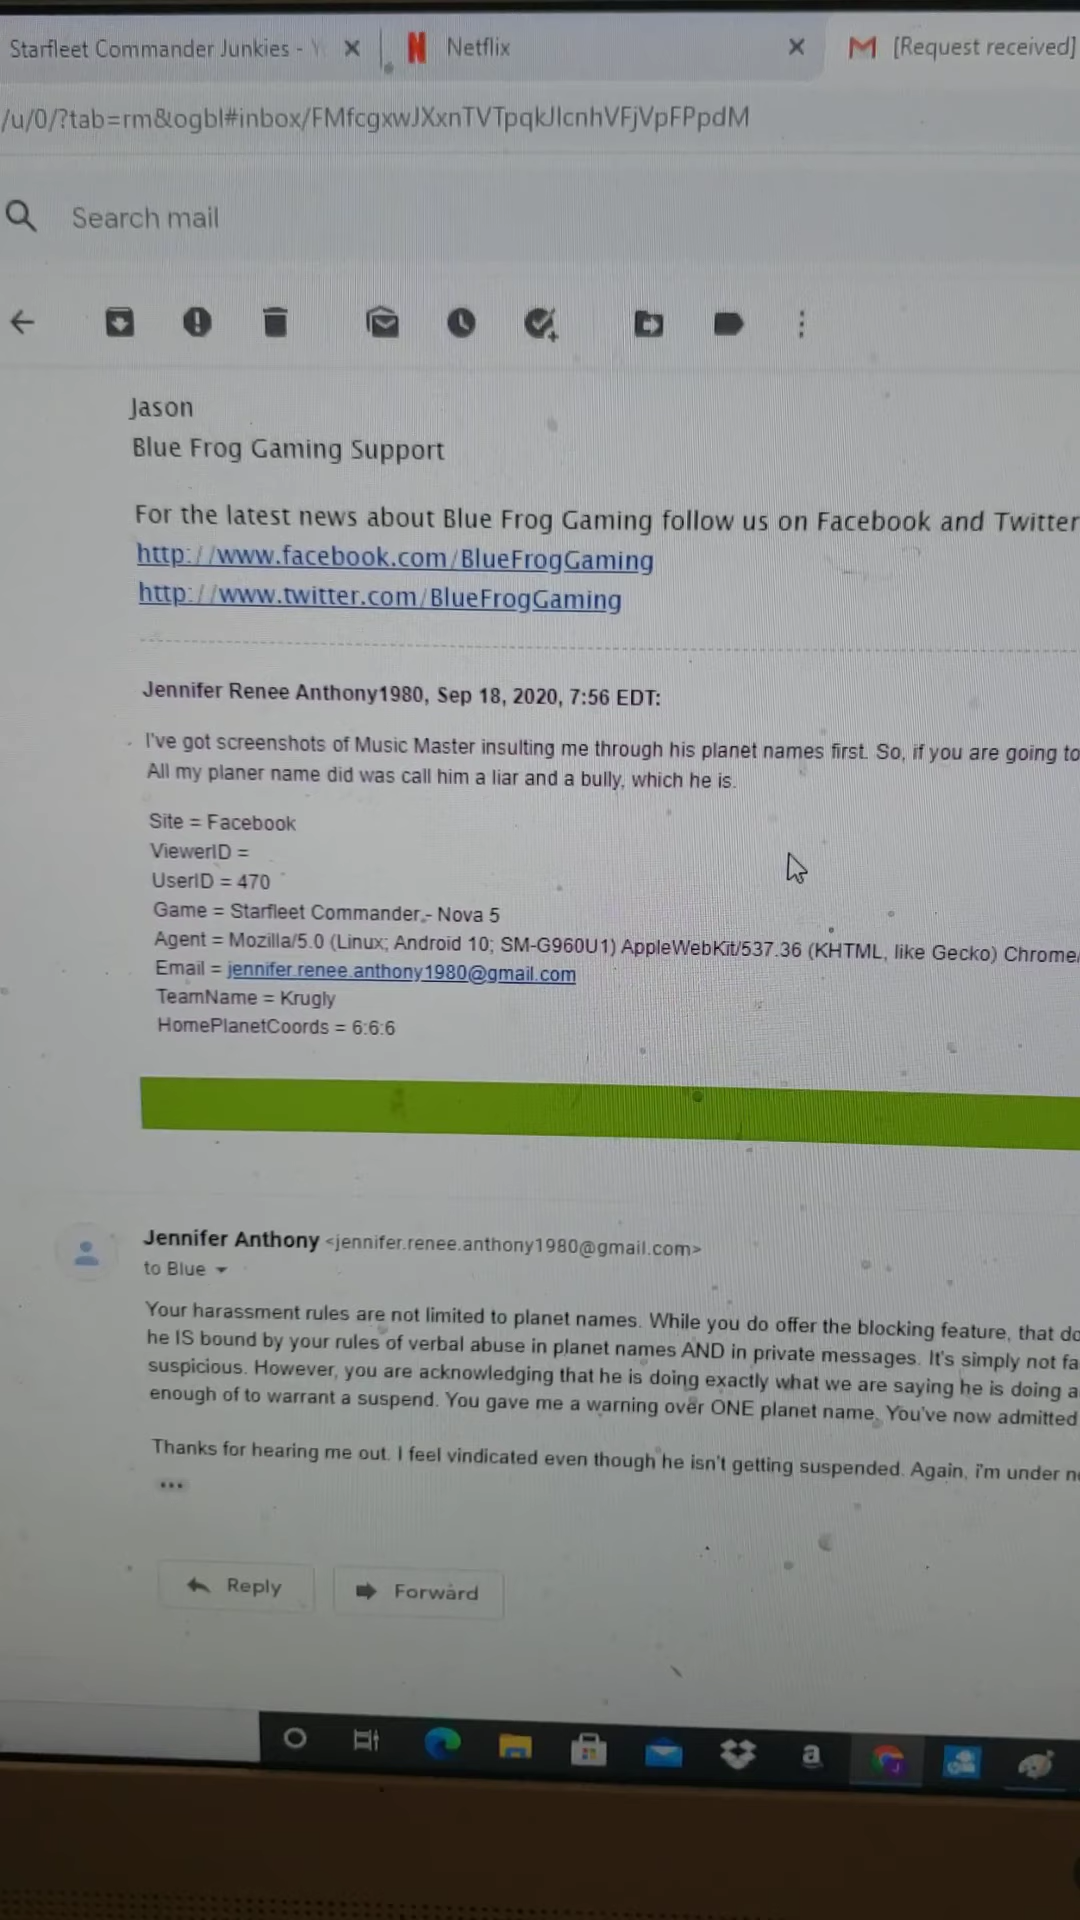 Starfleet Commander Junkies -
Netflix
[Request received]
/u/0/?tab=rm&ogbl#inbox/FMfcgxwJXxnTVTpqkJlcnhVFjVpFPpdM
Search mail
Jason
Blue Frog Gaming Support
For the latest news about Blue Frog Gaming follow us on Facebook and Twitter
http://www.facebook.com/BlueFrogGaming
http://www.twitter.com/BlueFrogGaming
Jennifer Renee Anthony1980, Sep 18, 2020, 7:56 EDT:
I've got screenshots of Music Master insulting me through his planet names first. So, if you are going to
All my planer name did was call him a liar and a bully, which he is.
Site = Facebook
ViewerID =
UserID = 470
Game = Starfleet Commander - Nova 5
Agent = Mozilla/5.0 (Linux; Android 10; SM-G960U1) AppleWebKit/537.36 (KHTML, like Gecko) Chrome/
Email = jennifer.renee.anthony1980@gmail.com
TeamName = Krugly
HomePlanetCoords = 6:6:6
Jennifer Anthony <jennifer.renee.anthony1980@gmail.com>
to Blue
Your harassment rules are not limited to planet names. While you do offer the blocking feature, that
he IS bound by your rules of verbal abuse in planet names AND in private messages. It's simply not
suspicious. However, you are acknowledging that he is doing exactly what we are saying he is doing
enough of to warrant a suspend. You gave me a warning over ONE planet name. You've now admitted
Thanks for hearing me out. I feel vindicated even though he isn't getting suspended. Again, i'm under
Reply
Forward